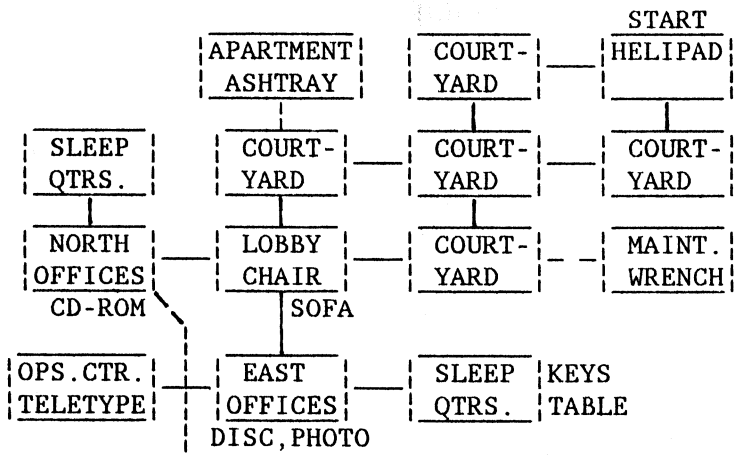 START
APARTMENT ASHTRAY
COURT-
YARD
HELIPAD
SLEEP
QTRS.
COURT-
YARD
COURT-
YARD
COURT-
YARD
NORTH
OFFICES
CD-ROM
LOBBY
CHAIR
SOFA
COURT-
YARD
MAINT.
WRENCH
OPS.CTR.
TELETYPE
EAST
OFFICES
DISC,PHOTO
SLEEP
QTRS.
KEYS
TABLE